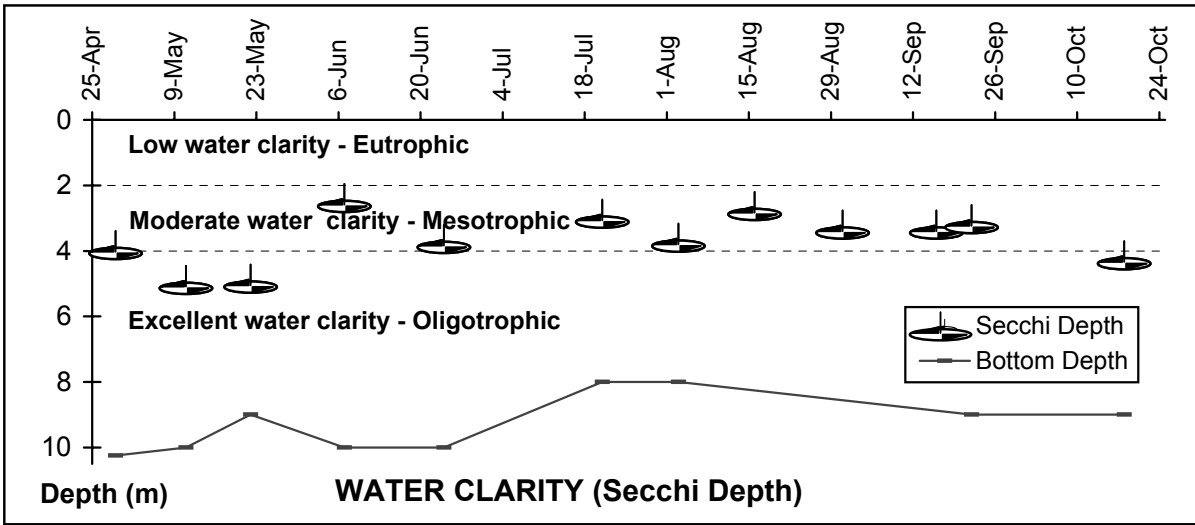 25-Apr
9-May
23-May
6-Jun
20-Jun
4-Jul
18-Jul
1-Aug
15-Aug
29-Aug
12-Sep
26-Sep
10-Oct
24-Oct
0
Low water clarity - Eutrophic
2
Moderate water clarity - Mesotrophic
4
Excellent water clarity - Oligotrophic
6
Secchi Depth
Bottom Depth
8
10
Depth (m)
WATER CLARITY (Secchi Depth)